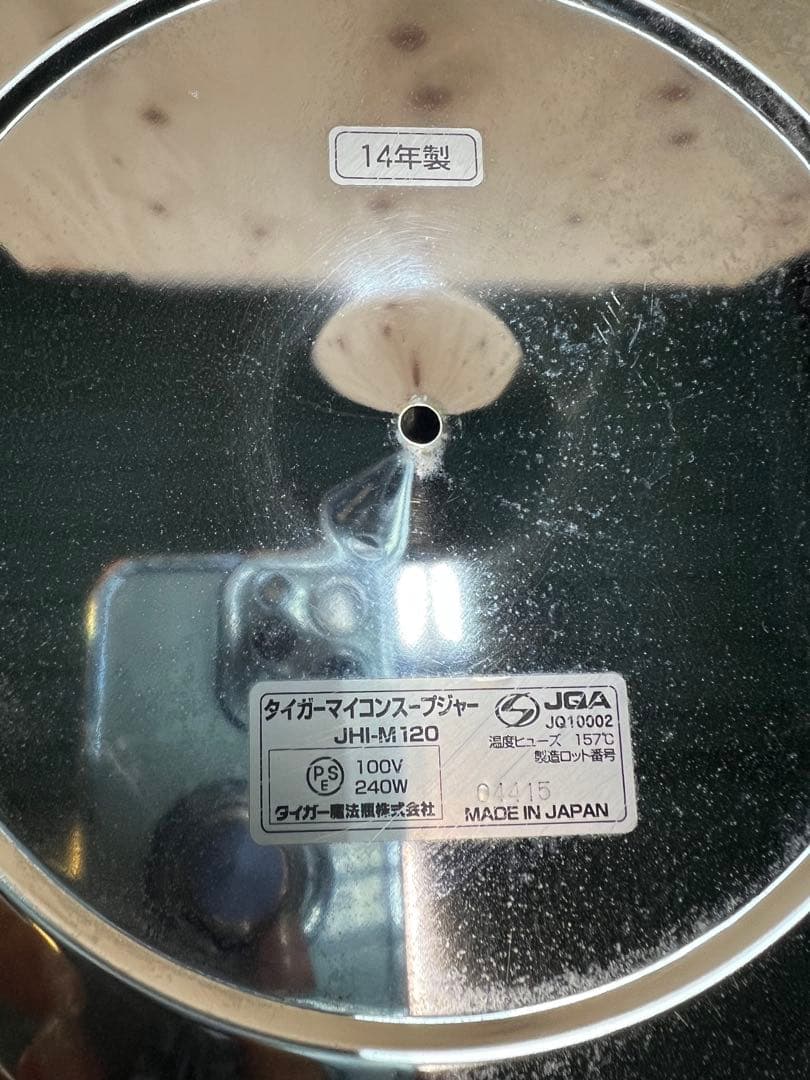 14年製
タイガーマイコンスープジャー
JHI-M120
PSE
100V
240W
タイガー魔法瓶株式会社
JQA
JQ10002
温度ヒューズ 157℃
製造ロット番号
04415
MADE IN JAPAN